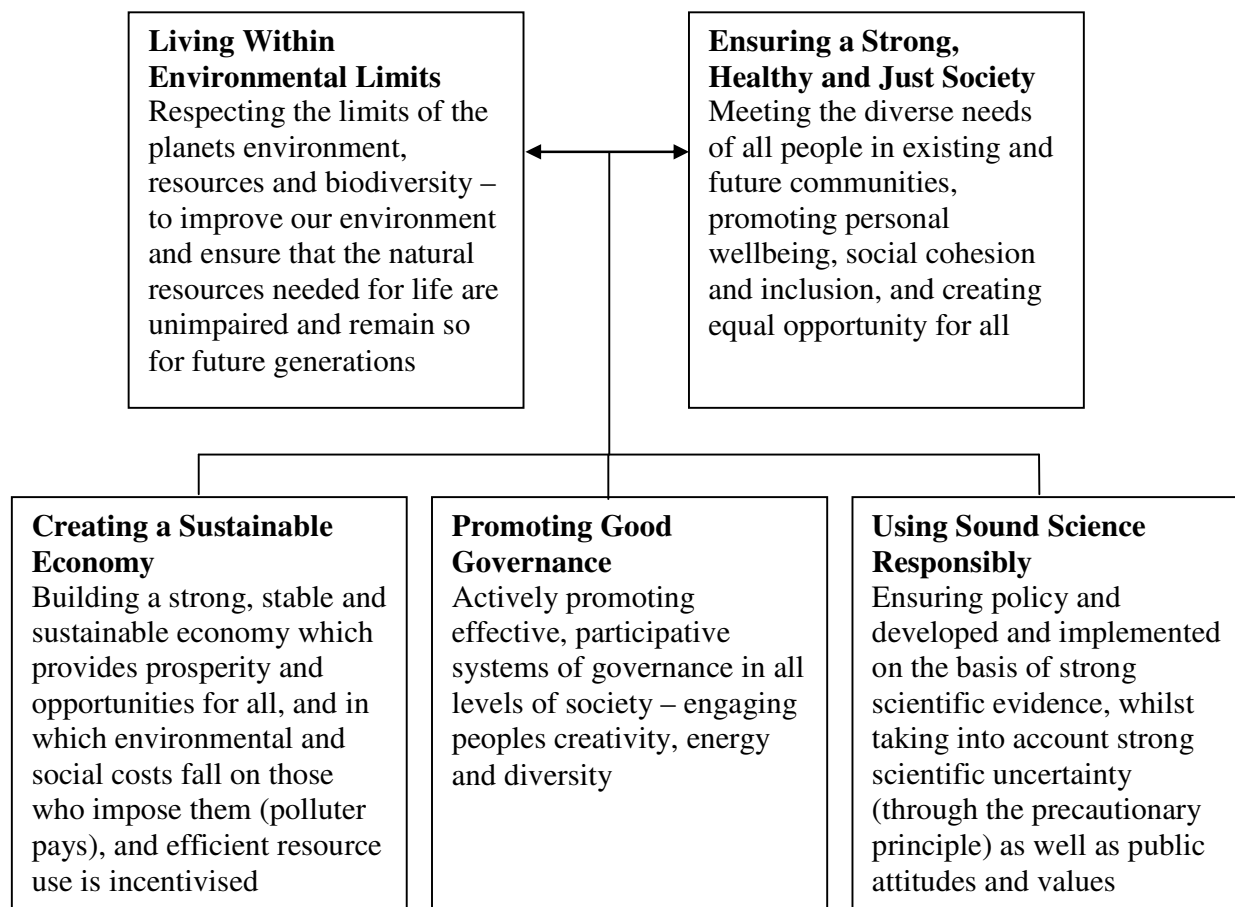 Living Within
Environmental Limits
Respecting the limits of the
planets environment,
resources and biodiversity –
to improve our environment
and ensure that the natural
resources needed for life are
unimpaired and remain so
for future generations
Ensuring a Strong,
Healthy and Just Society
Meeting the diverse needs
of all people in existing and
future communities,
promoting personal
wellbeing, social cohesion
and inclusion, and creating
equal opportunity for all
Creating a Sustainable
Economy
Building a strong, stable and
sustainable economy which
provides prosperity and
opportunities for all, and in
which environmental and
social costs fall on those
who impose them (polluter
pays), and efficient resource
use is incentivised
Promoting Good
Governance
Actively promoting
effective, participative
systems of governance in all
levels of society – engaging
peoples creativity, energy
and diversity
Using Sound Science
Responsibly
Ensuring policy and
developed and implemented
on the basis of strong
scientific evidence, whilst
taking into account strong
scientific uncertainty
(through the precautionary
principle) as well as public
attitudes and values